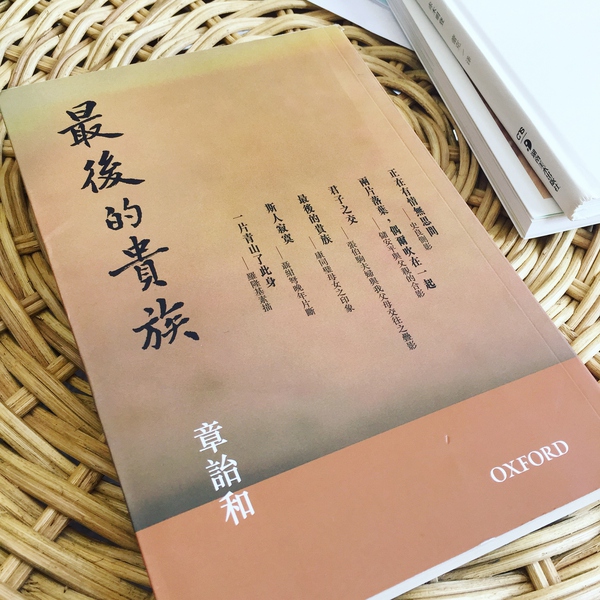 最後的貴族
正在有情無思間——史良側影
兩片落葉，偶爾吹在一起——儲安平與父親的合影
君子之交——張伯駒夫婦與我父母交往之疊影
最後的貴族——康同璧母女之印象
斯人寂寞——聶紺弩晚年片斷
一片青山了此身——羅隆基素描
章詒和
OXFORD